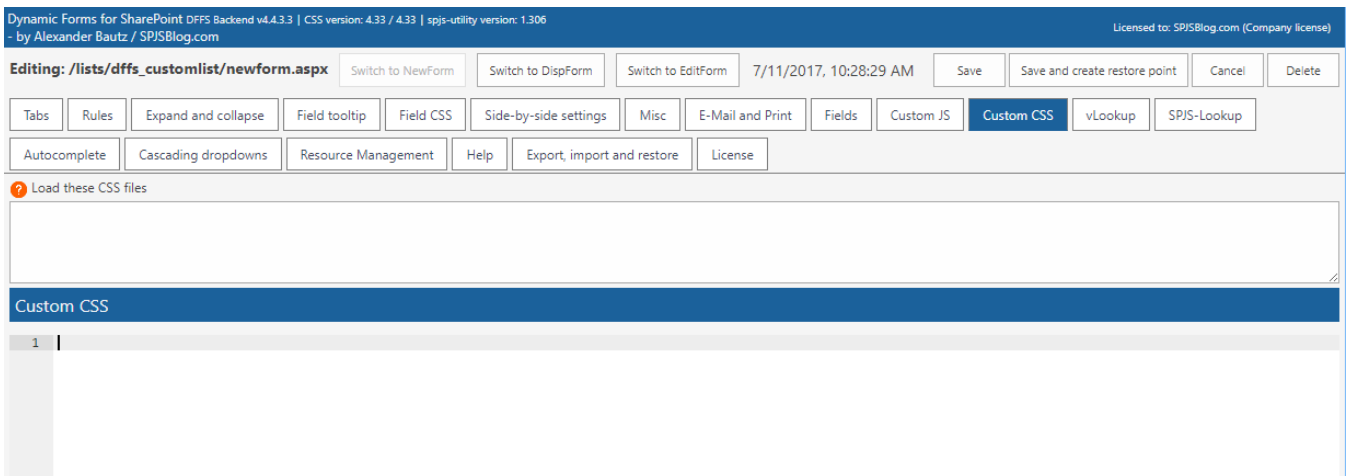 Dynamic Forms for SharePoint DFFS Backend v4.4.3.3 | CSS version: 4.33 / 4.33 | spjs-utility version: 1.306
- by Alexander Bautz / SPJSBlog.com
Licensed to: SPJSBlog.com (Company license)
Editing: /lists/dffs_customlist/newform.aspx Switch to NewForm Switch to DispForm Switch to EditForm 7/11/2017, 10:28:29 AM Save Save and create restore point Cancel Delete
Tabs Rules Expand and collapse Field tooltip Field CSS Side-by-side settings Misc E-Mail and Print Fields Custom JS Custom CSS vLookup SPJS-Lookup
Autocomplete Cascading dropdowns Resource Management Help Export, import and restore License
? Load these CSS files
Custom CSS
1